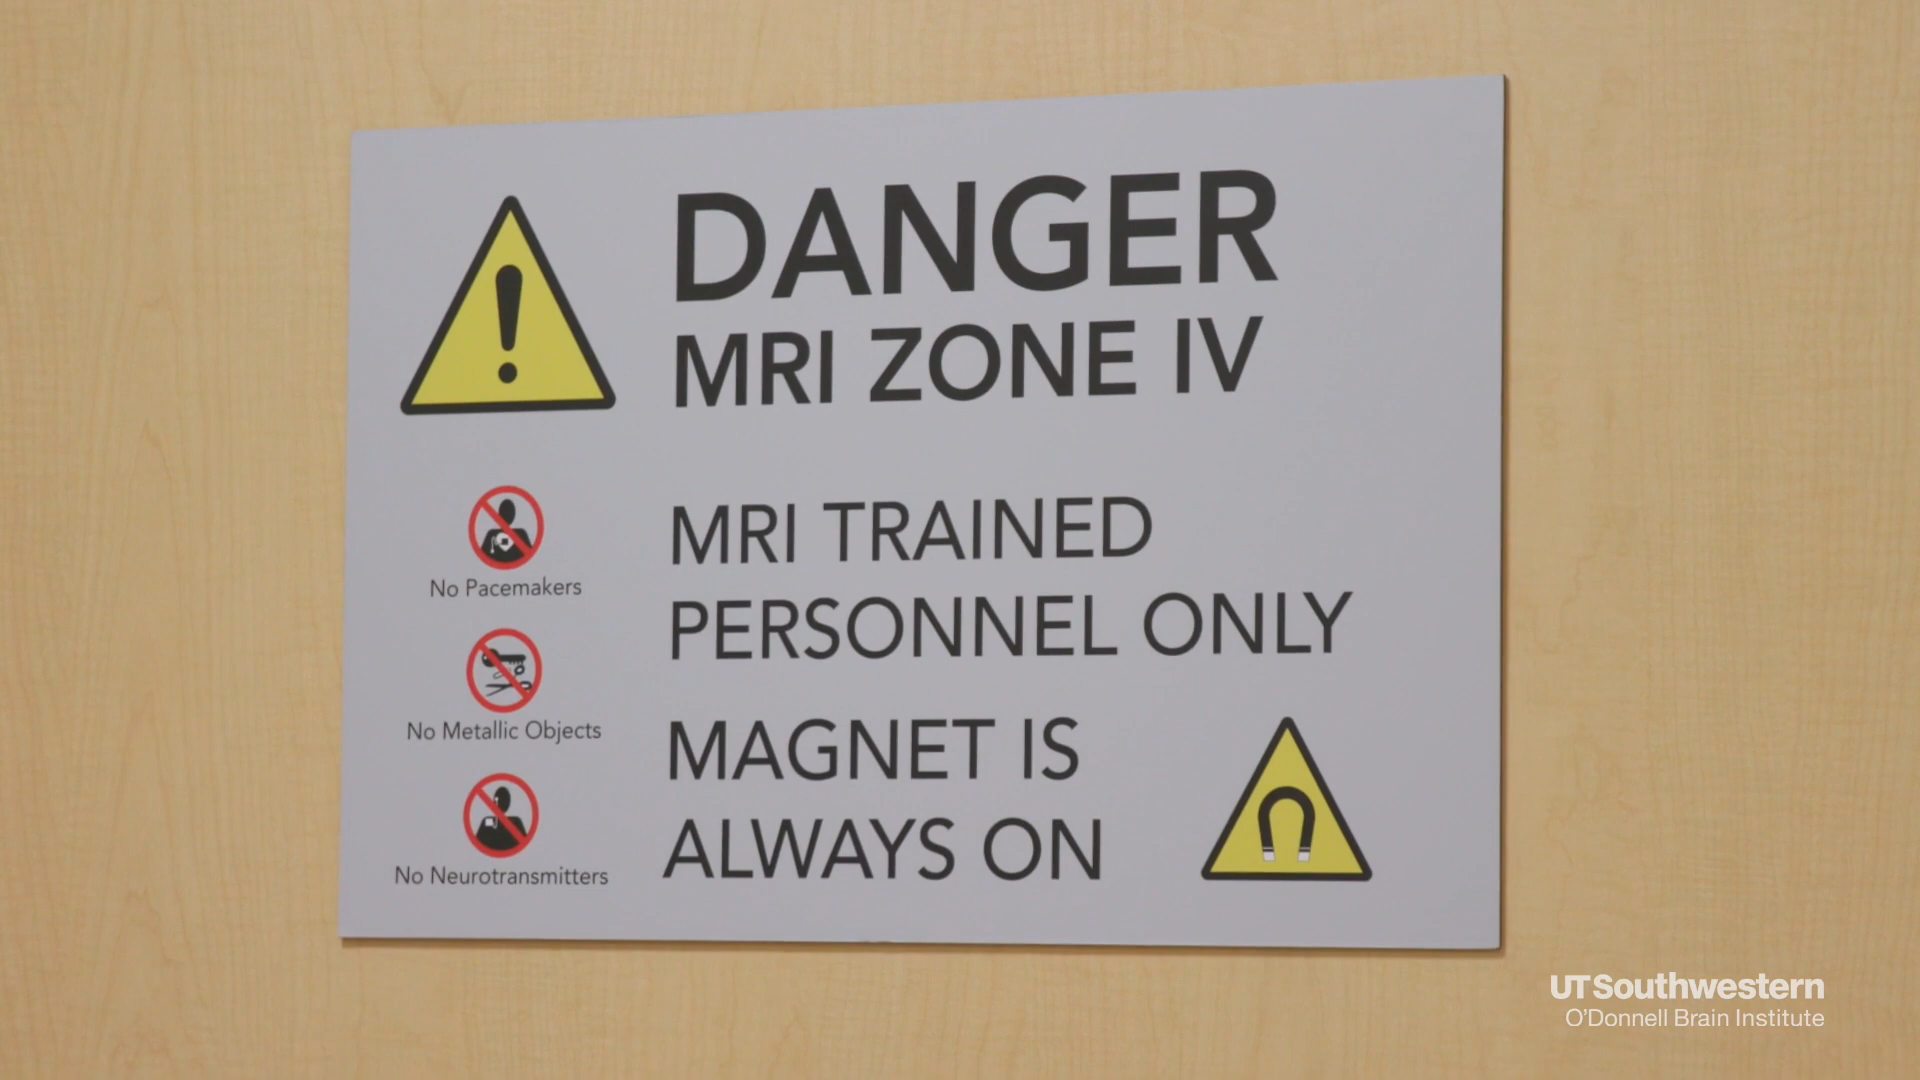 DANGER
MRI ZONE IV
No Pacemakers
No Metallic Objects
No Neurotransmitters
MRI TRAINED
PERSONNEL ONLY
MAGNET IS
ALWAYS ON
UTSouthwestern
O'Donnell Brain Institute